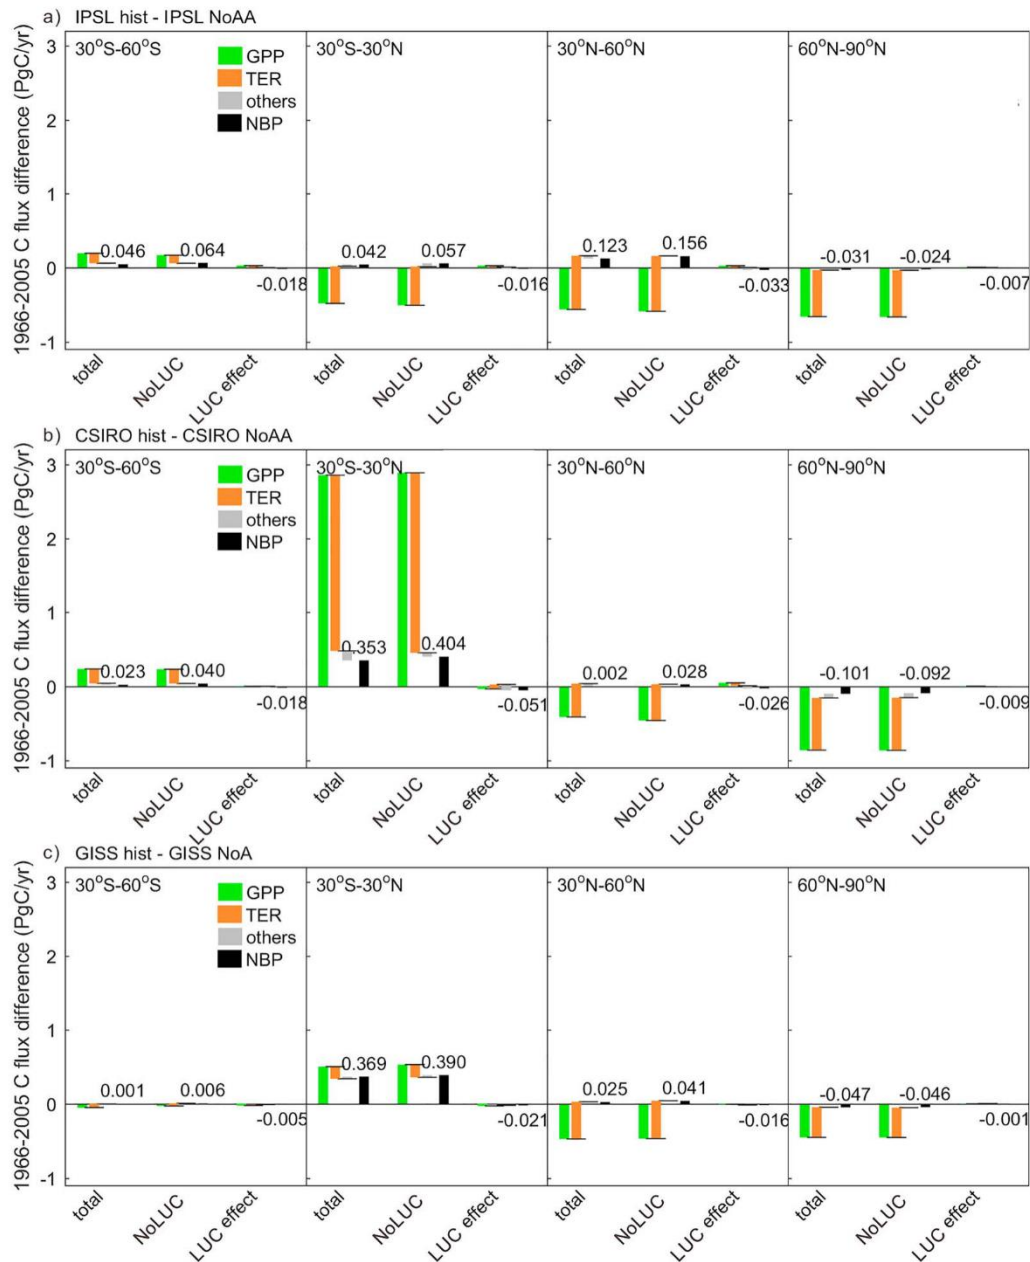 a) IPSL hist - IPSL NoAA
30°S-60°S
30°S-30°N
30°N-60°N
60°N-90°N
GPP
TER
others
NBP
1966-2005 C flux difference (PgC/yr)
3
2
1
0
-1
0.046
0.064
-0.018
0.042
0.057
-0.016
0.123
0.156
-0.033
-0.031
-0.024
-0.007
total
NoLUC
LUC effect
total
NoLUC
LUC effect
total
NoLUC
LUC effect
total
NoLUC
LUC effect
b) CSIRO hist - CSIRO NoAA
30°S-60°S
30°S-30°N
30°N-60°N
60°N-90°N
GPP
TER
others
NBP
1966-2005 C flux difference (PgC/yr)
3
2
1
0
-1
0.023
0.040
-0.018
0.353
0.404
-0.051
0.002
0.028
-0.026
-0.101
-0.092
-0.009
total
NoLUC
LUC effect
total
NoLUC
LUC effect
total
NoLUC
LUC effect
total
NoLUC
LUC effect
c) GISS hist - GISS NoA
30°S-60°S
30°S-30°N
30°N-60°N
60°N-90°N
GPP
TER
others
NBP
1966-2005 C flux difference (PgC/yr)
3
2
1
0
-1
0.001
0.006
-0.005
0.369
0.390
-0.021
0.025
0.041
-0.016
-0.047
-0.046
-0.001
total
NoLUC
LUC effect
total
NoLUC
LUC effect
total
NoLUC
LUC effect
total
NoLUC
LUC effect